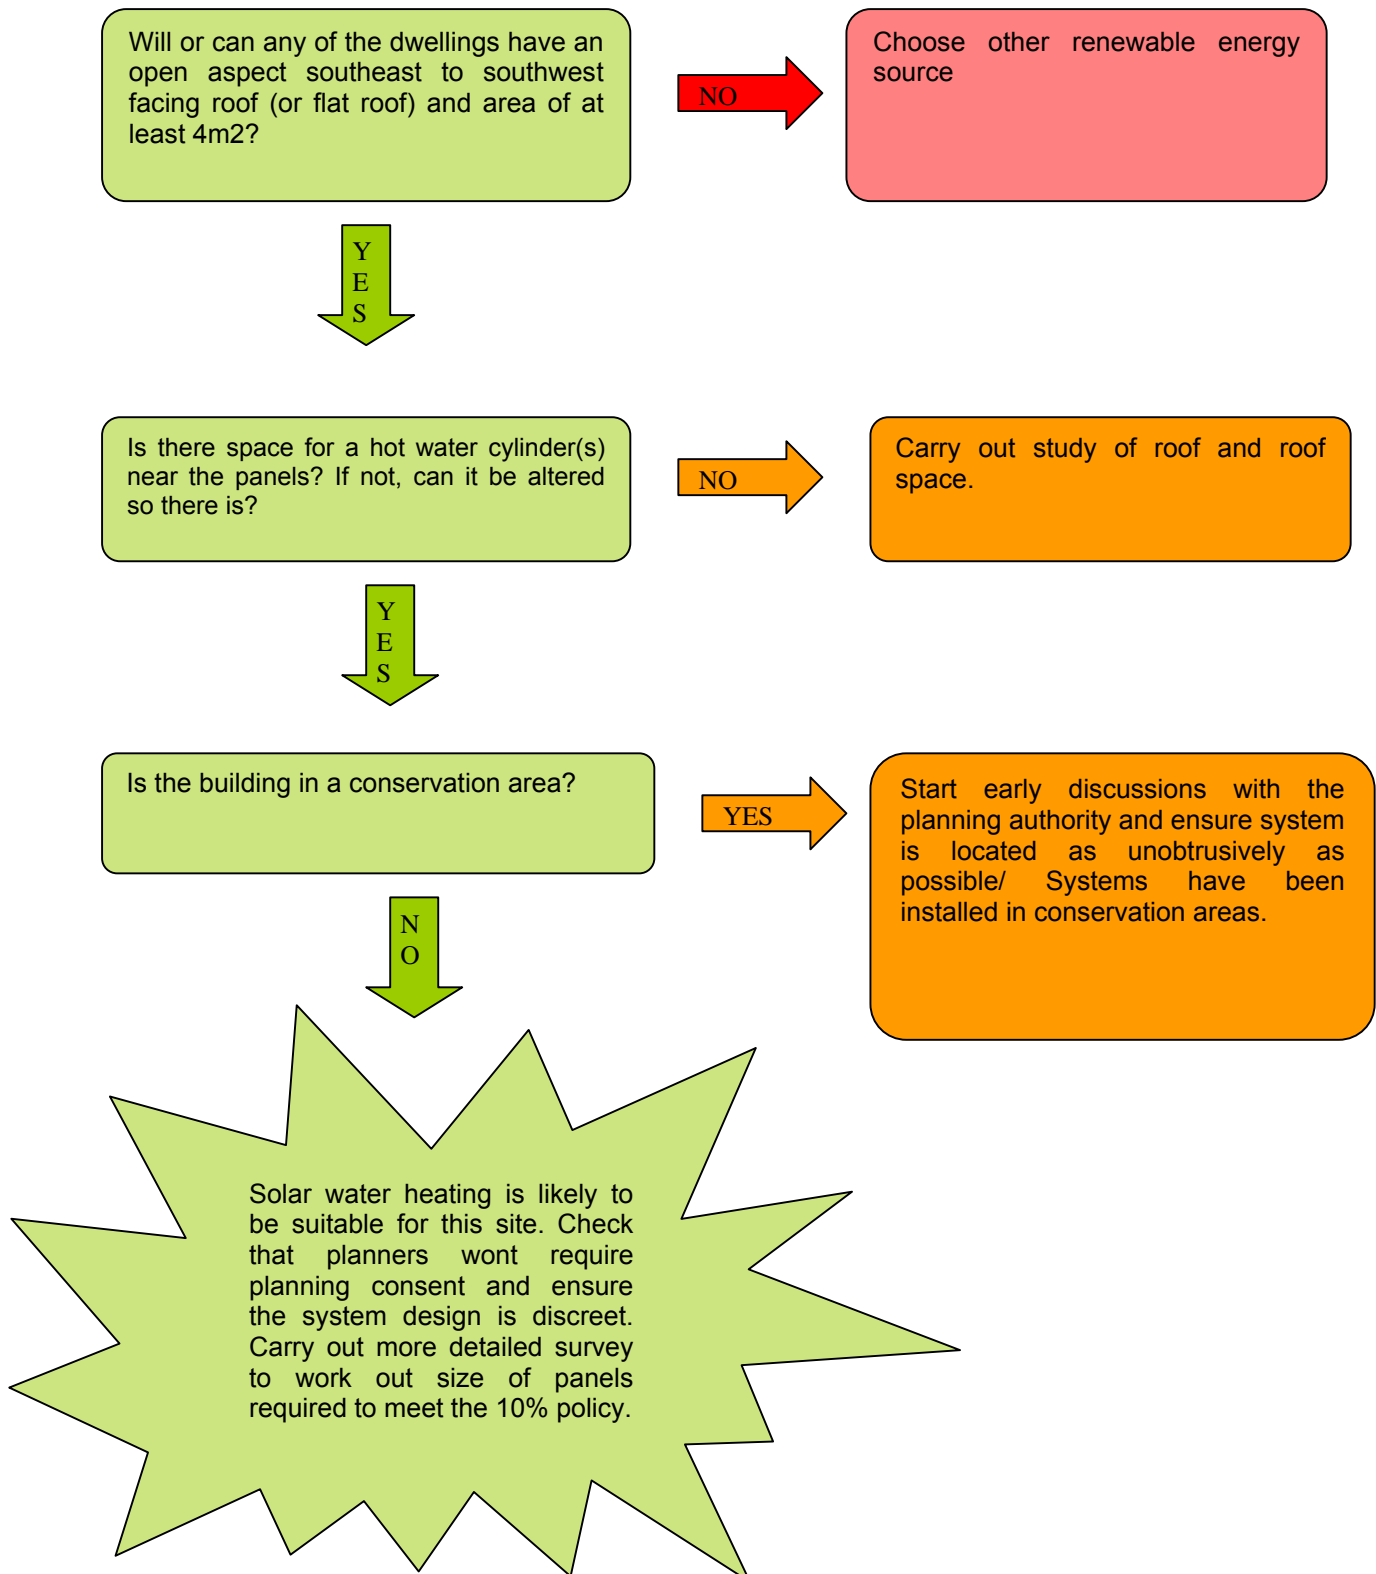 Will or can any of the dwellings have an
open aspect southeast to southwest
facing roof (or flat roof) and area of at
least 4m2?
NO
Choose other renewable energy
source
Y
E
S
Is there space for a hot water cylinder(s)
near the panels? If not, can it be altered
so there is?
NO
Carry out study of roof and roof
space.
Y
E
S
Is the building in a conservation area?
YES
Start early discussions with the
planning authority and ensure system
is located as unobtrusively as
possible/ Systems have been
installed in conservation areas.
N
O
Solar water heating is likely to
be suitable for this site. Check
that planners wont require
planning consent and ensure
the system design is discreet.
Carry out more detailed survey
to work out size of panels
required to meet the 10% policy.